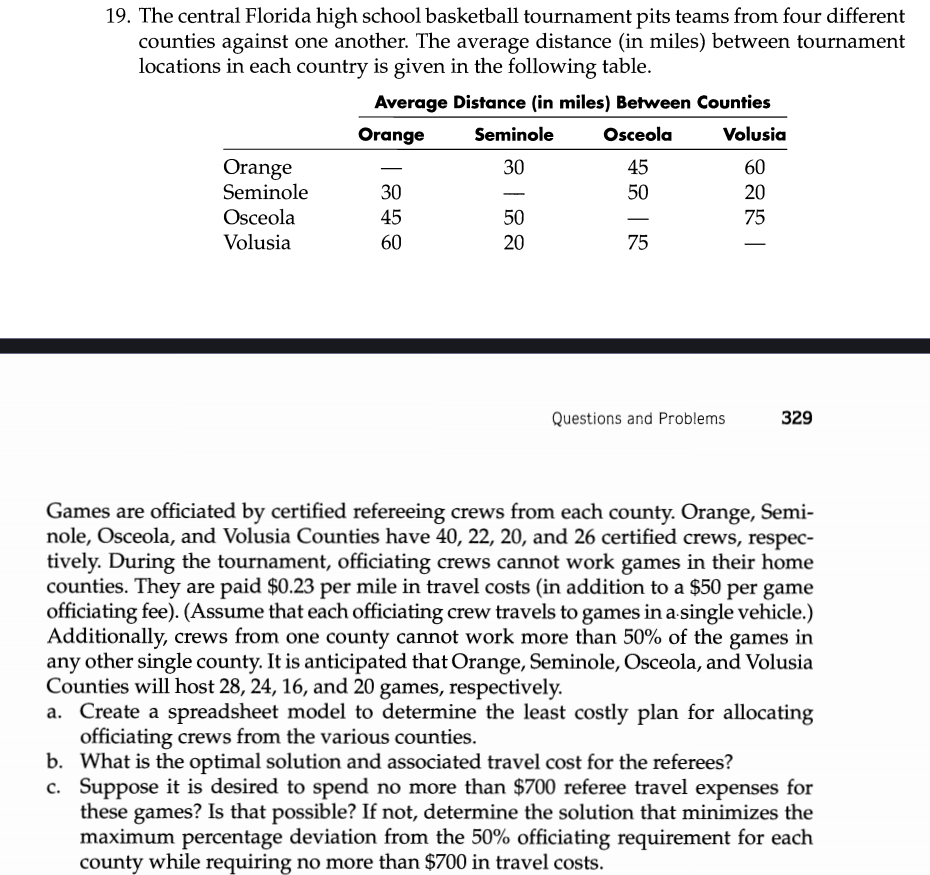 19. The central Florida high school basketball tournament pits teams from four different
counties against one another. The average distance (in miles) between tournament
locations in each country is given in the following table.
Average Distance (in miles) Between Counties
Orange Seminole Osceola Volusia
Orange — 30 45 60
Seminole 30 — 50 20
Osceola 45 50 — 75
Volusia 60 20 75 —
Questions and Problems 329
Games are officiated by certified refereeing crews from each county. Orange, Semi-
nole, Osceola, and Volusia Counties have 40, 22, 20, and 26 certified crews, respec-
tively. During the tournament, officiating crews cannot work games in their home
counties. They are paid $0.23 per mile in travel costs (in addition to a $50 per game
officiating fee). (Assume that each officiating crew travels to games in a single vehicle.)
Additionally, crews from one county cannot work more than 50% of the games in
any other single county. It is anticipated that Orange, Seminole, Osceola, and Volusia
Counties will host 28, 24, 16, and 20 games, respectively.
a. Create a spreadsheet model to determine the least costly plan for allocating
officiating crews from the various counties.
b. What is the optimal solution and associated travel cost for the referees?
c. Suppose it is desired to spend no more than $700 referee travel expenses for
these games? Is that possible? If not, determine the solution that minimizes the
maximum percentage deviation from the 50% officiating requirement for each
county while requiring no more than $700 in travel costs.